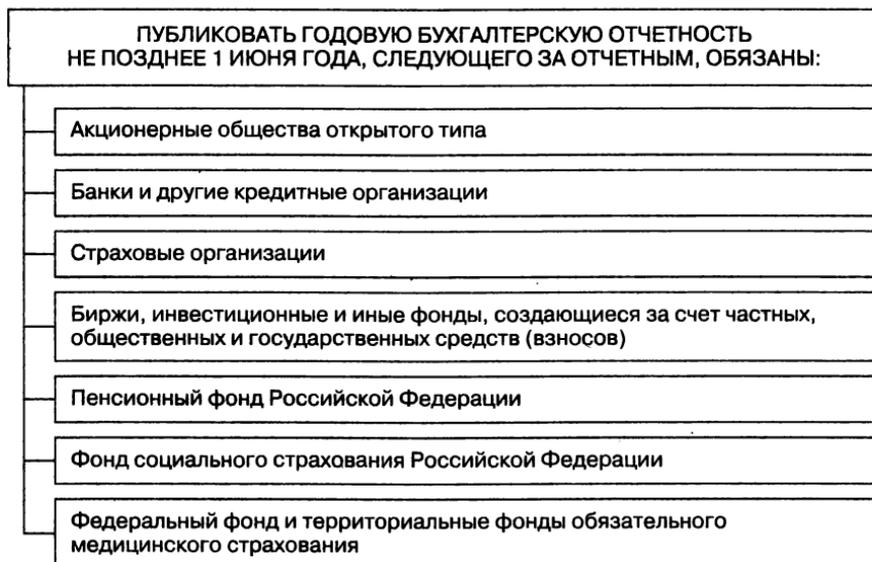 ПУБЛИКОВАТЬ ГОДОВУЮ БУХГАЛТЕРСКУЮ ОТЧЕТНОСТЬ
НЕ ПОЗДНЕЕ 1 ИЮНЯ ГОДА, СЛЕДУЮЩЕГО ЗА ОТЧЕТНЫМ, ОБЯЗАНЫ:
Акционерные общества открытого типа
Банки и другие кредитные организации
Страховые организации
Биржи, инвестиционные и иные фонды, создающиеся за счет частных,
общественных и государственных средств (взносов)
Пенсионный фонд Российской Федерации
Фонд социального страхования Российской Федерации
Федеральный фонд и территориальные фонды обязательного
медицинского страхования